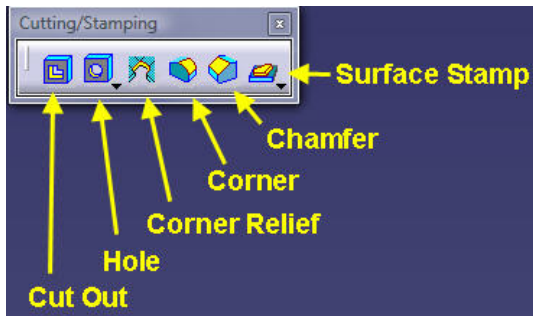 Cutting/Stamping
Surface Stamp
Chamfer
Corner
Corner Relief
Hole
Cut Out